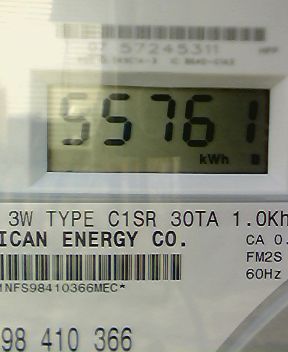 07 57245311
55761
kWh
3W TYPE C1SR 30TA 1.0Kh
ICAN ENERGY CO.
CA 0.
FM2S
60Hz
NFS98410366MEC*
98 410 366